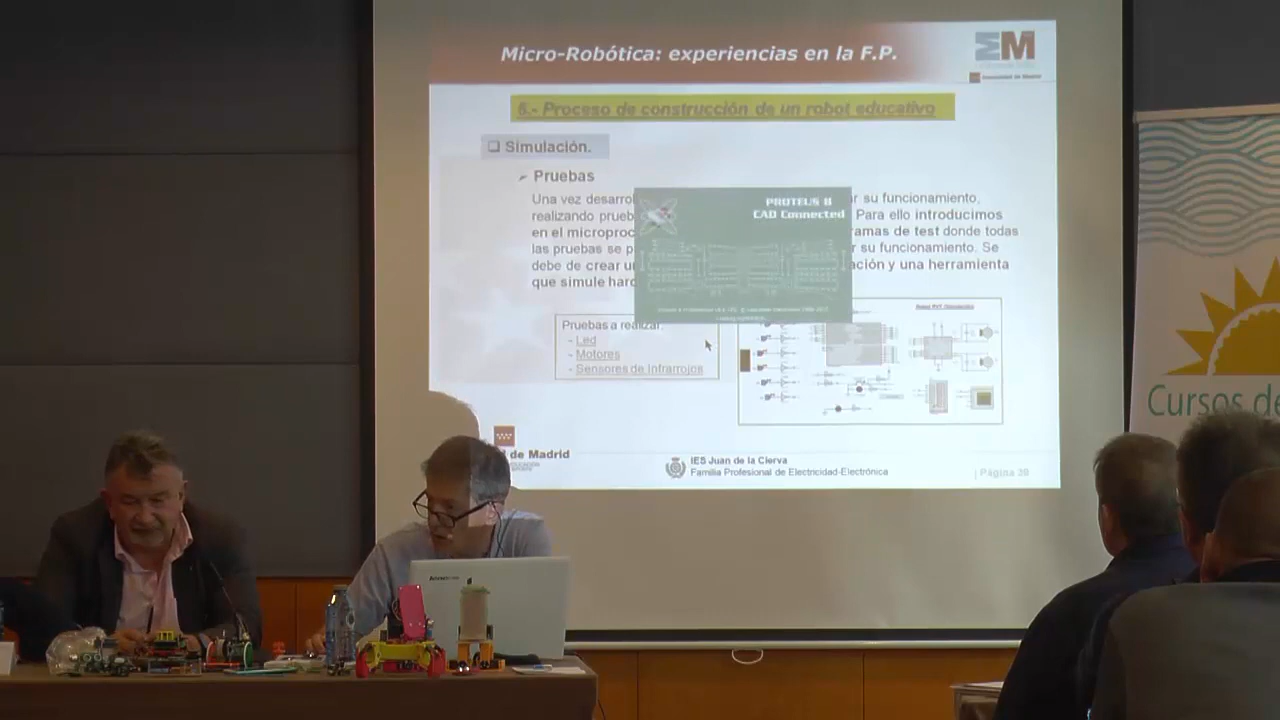 Micro-Robótica: experiencias en la F.P.
5.- Proceso de construcción de un robot educativo
Simulación.
Pruebas
Una vez desarrol
r su funcionamiento,
realizando prueb
Para ello introducimos
en el microproc
ramas de test donde todas
las pruebas se p
r su funcionamiento. Se
debe de crear u
ación y una herramienta
que simule hard
PROTEUS 8
CAD Connected
Pruebas a realizar:
- Led
- Motores
- Sensores de Infrarrojos
d de Madrid
IES Juan de la Cierva
Familia Profesional de Electricidad-Electrónica
| Página 20
Cursos de